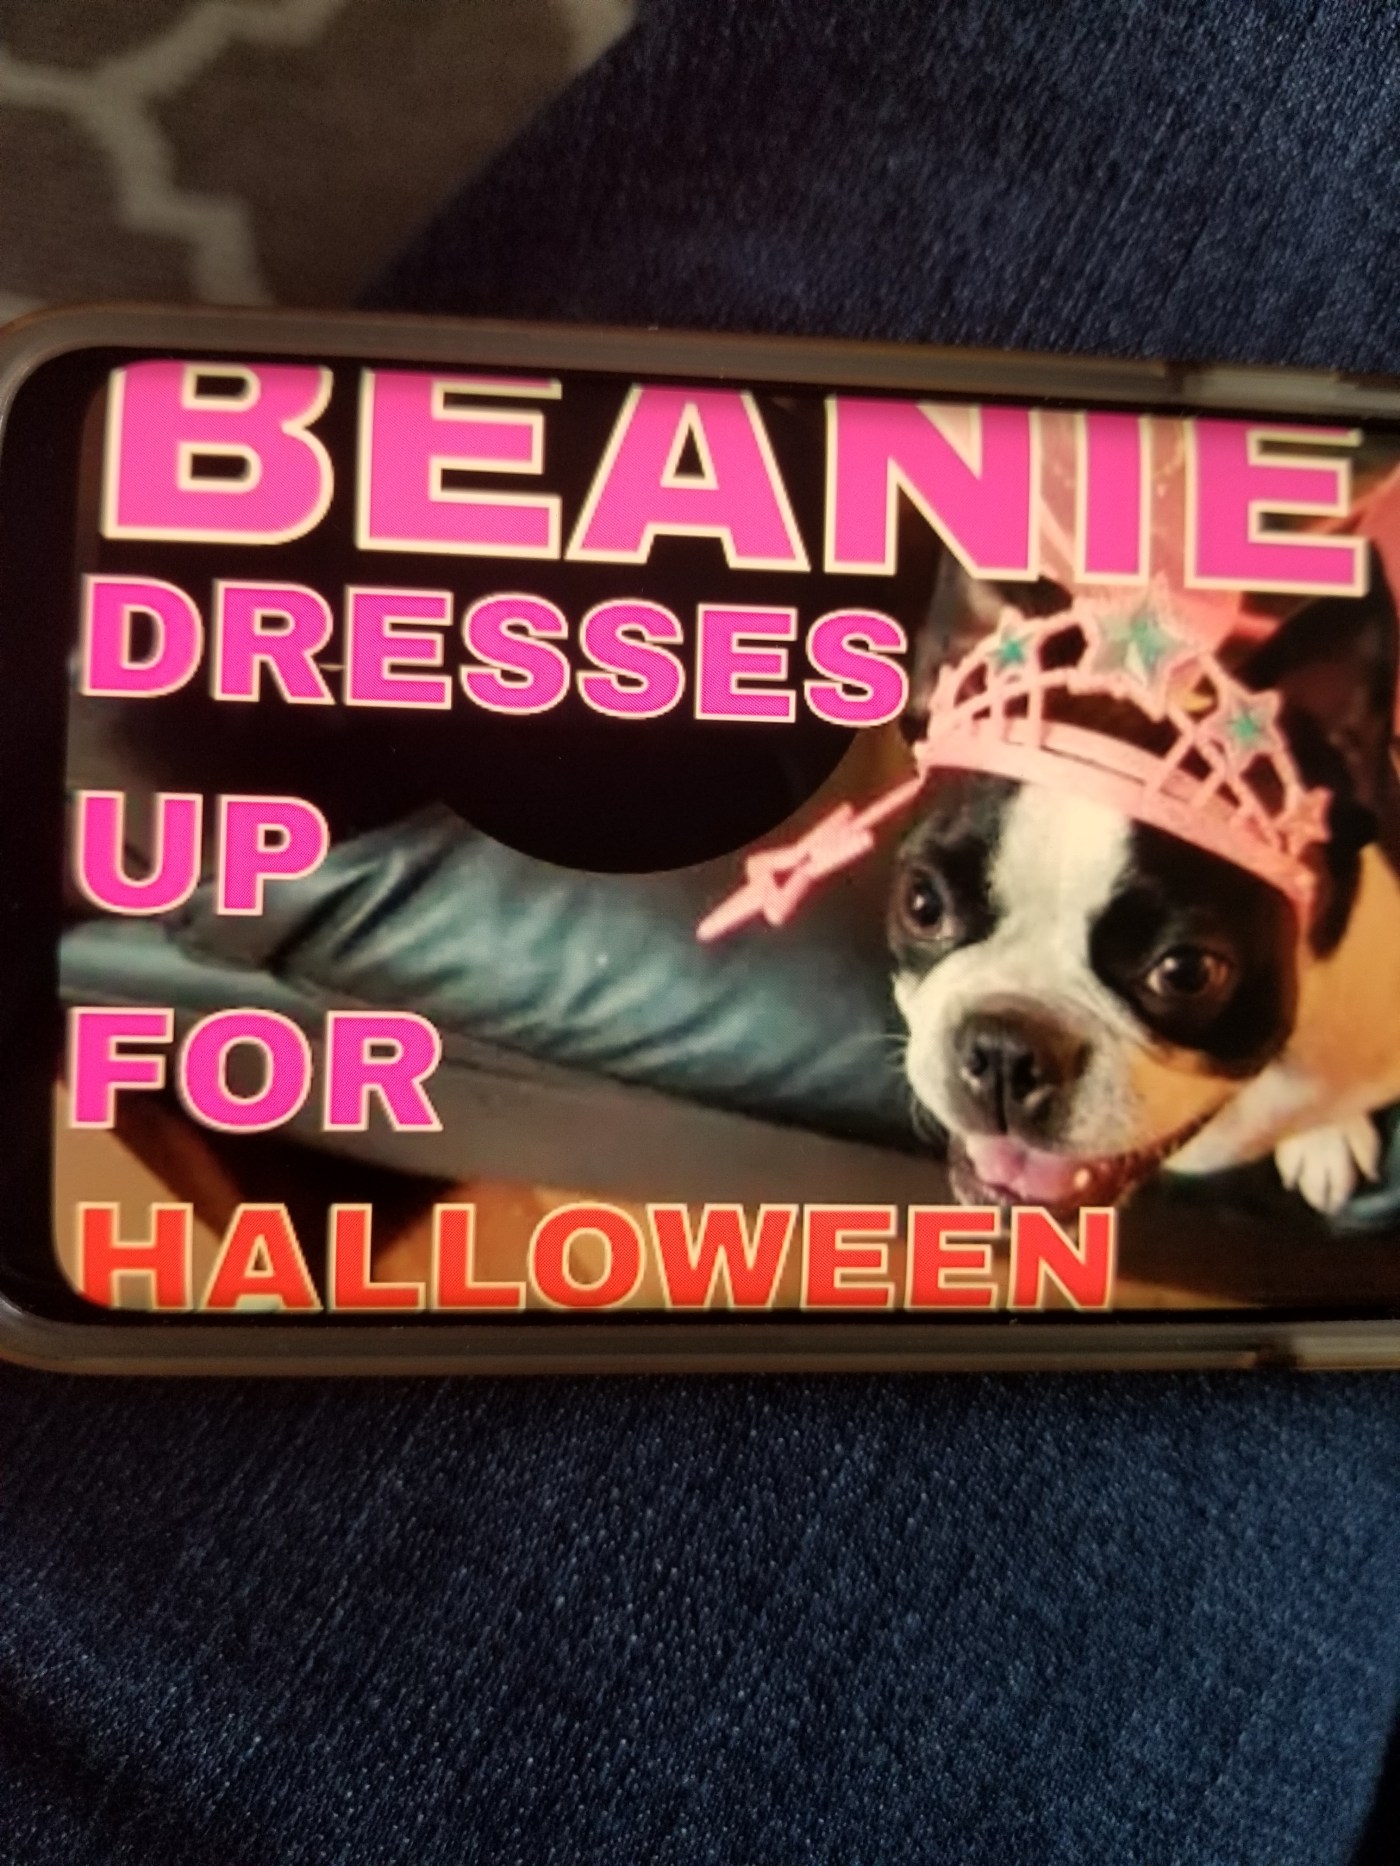 BEANIE
DRESSES
UP
FOR
HALLOWEEN